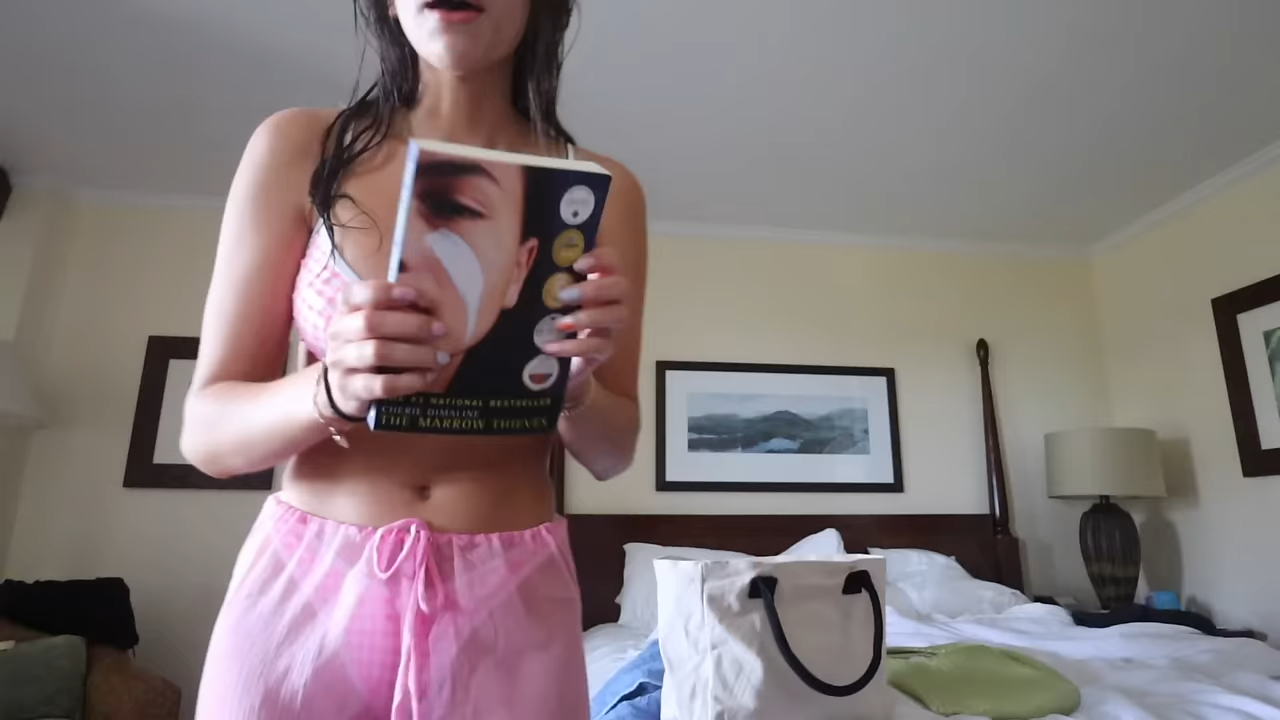 #1 NATIONAL BESTSELLER
CHERIE DIMALINE
THE MARROW THIEVES